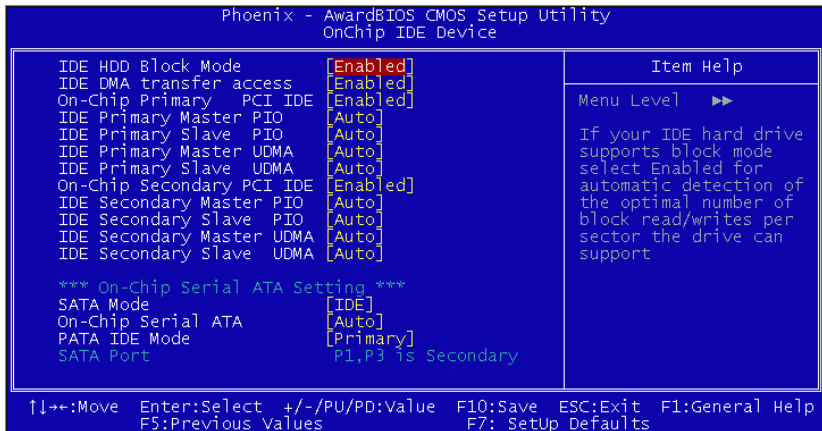 Phoenix - AwardBIOS CMOS Setup Utility
OnChip IDE Device
IDE HDD Block Mode [Enabled]
IDE DMA transfer access [Enabled]
On-Chip Primary PCI IDE [Enabled]
IDE Primary Master PIO [Auto]
IDE Primary Slave PIO [Auto]
IDE Primary Master UDMA [Auto]
IDE Primary Slave UDMA [Auto]
On-Chip Secondary PCI IDE [Enabled]
IDE Secondary Master PIO [Auto]
IDE Secondary Slave PIO [Auto]
IDE Secondary Master UDMA [Auto]
IDE Secondary Slave UDMA [Auto]
*** On-Chip Serial ATA Setting ***
SATA Mode [IDE]
On-Chip Serial ATA [Auto]
PATA IDE Mode [Primary]
SATA Port P1,P3 is Secondary
Item Help
Menu Level ▶▶
If your IDE hard drive
supports block mode
select Enabled for
automatic detection of
the optimal number of
block read/writes per
sector the drive can
support
↑↓→←:Move Enter:Select +/-/PU/PD:Value F10:Save ESC:Exit F1:General Help
F5:Previous Values F7: SetUp Defaults